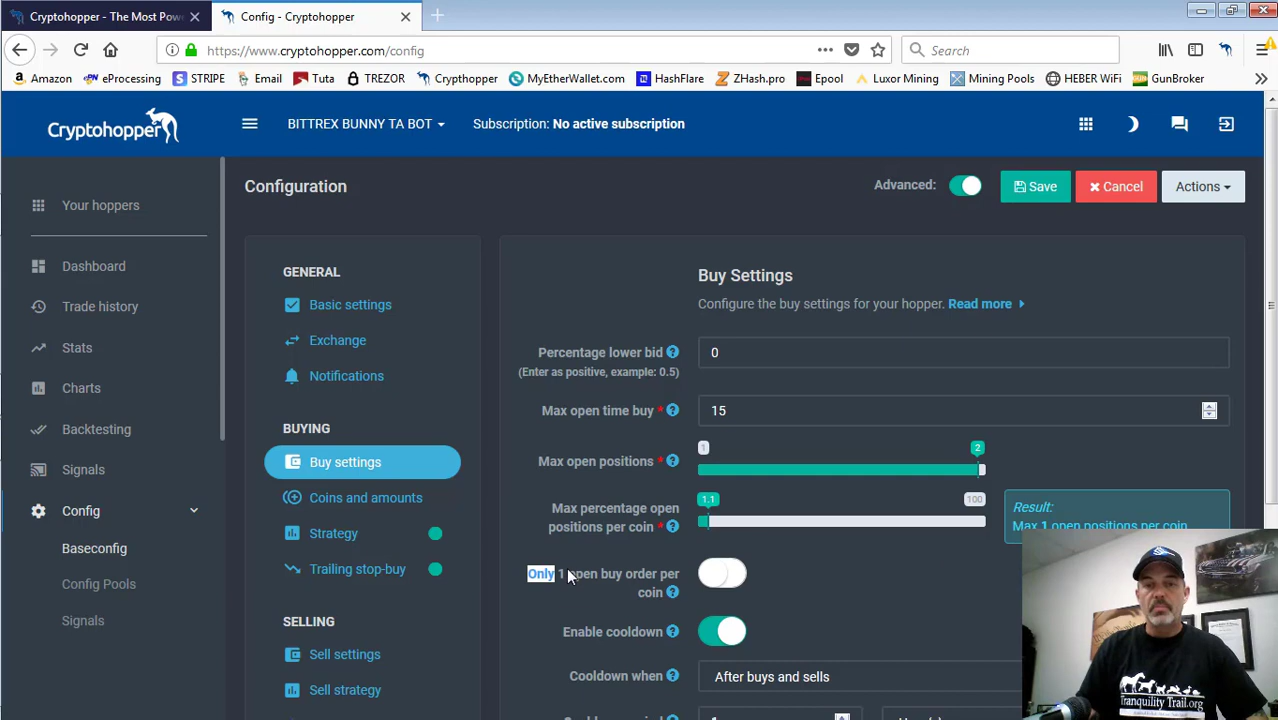 Cryptohopper - The Most Powe
Config - Cryptohopper
https://www.cryptohopper.com/config
Search
Amazon
eProcessing
STRIPE
Email
Tuta
TREZOR
Crypthopper
MyEtherWallet.com
HashFlare
ZHash.pro
Epool
Luxor Mining
Mining Pools
HEBER WiFi
GunBroker
Cryptohopper
BITTREX BUNNY TA BOT
Subscription: No active subscription
Configuration
Advanced:
Save
Cancel
Actions
Your hoppers
Dashboard
Trade history
Stats
Charts
Backtesting
Signals
Config
Baseconfig
Config Pools
Signals
GENERAL
Basic settings
Exchange
Notifications
BUYING
Buy settings
Coins and amounts
Strategy
Trailing stop-buy
SELLING
Sell settings
Sell strategy
Buy Settings
Configure the buy settings for your hopper. Read more
Percentage lower bid
(Enter as positive, example: 0.5)
0
Max open time buy *
15
Max open positions *
1
2
Max percentage open
positions per coin *
1.1
100
Result:
Max 1 open positions per coin
Only 1 open buy order per
coin
Enable cooldown
Cooldown when
After buys and sells
Tranquility Trail.org